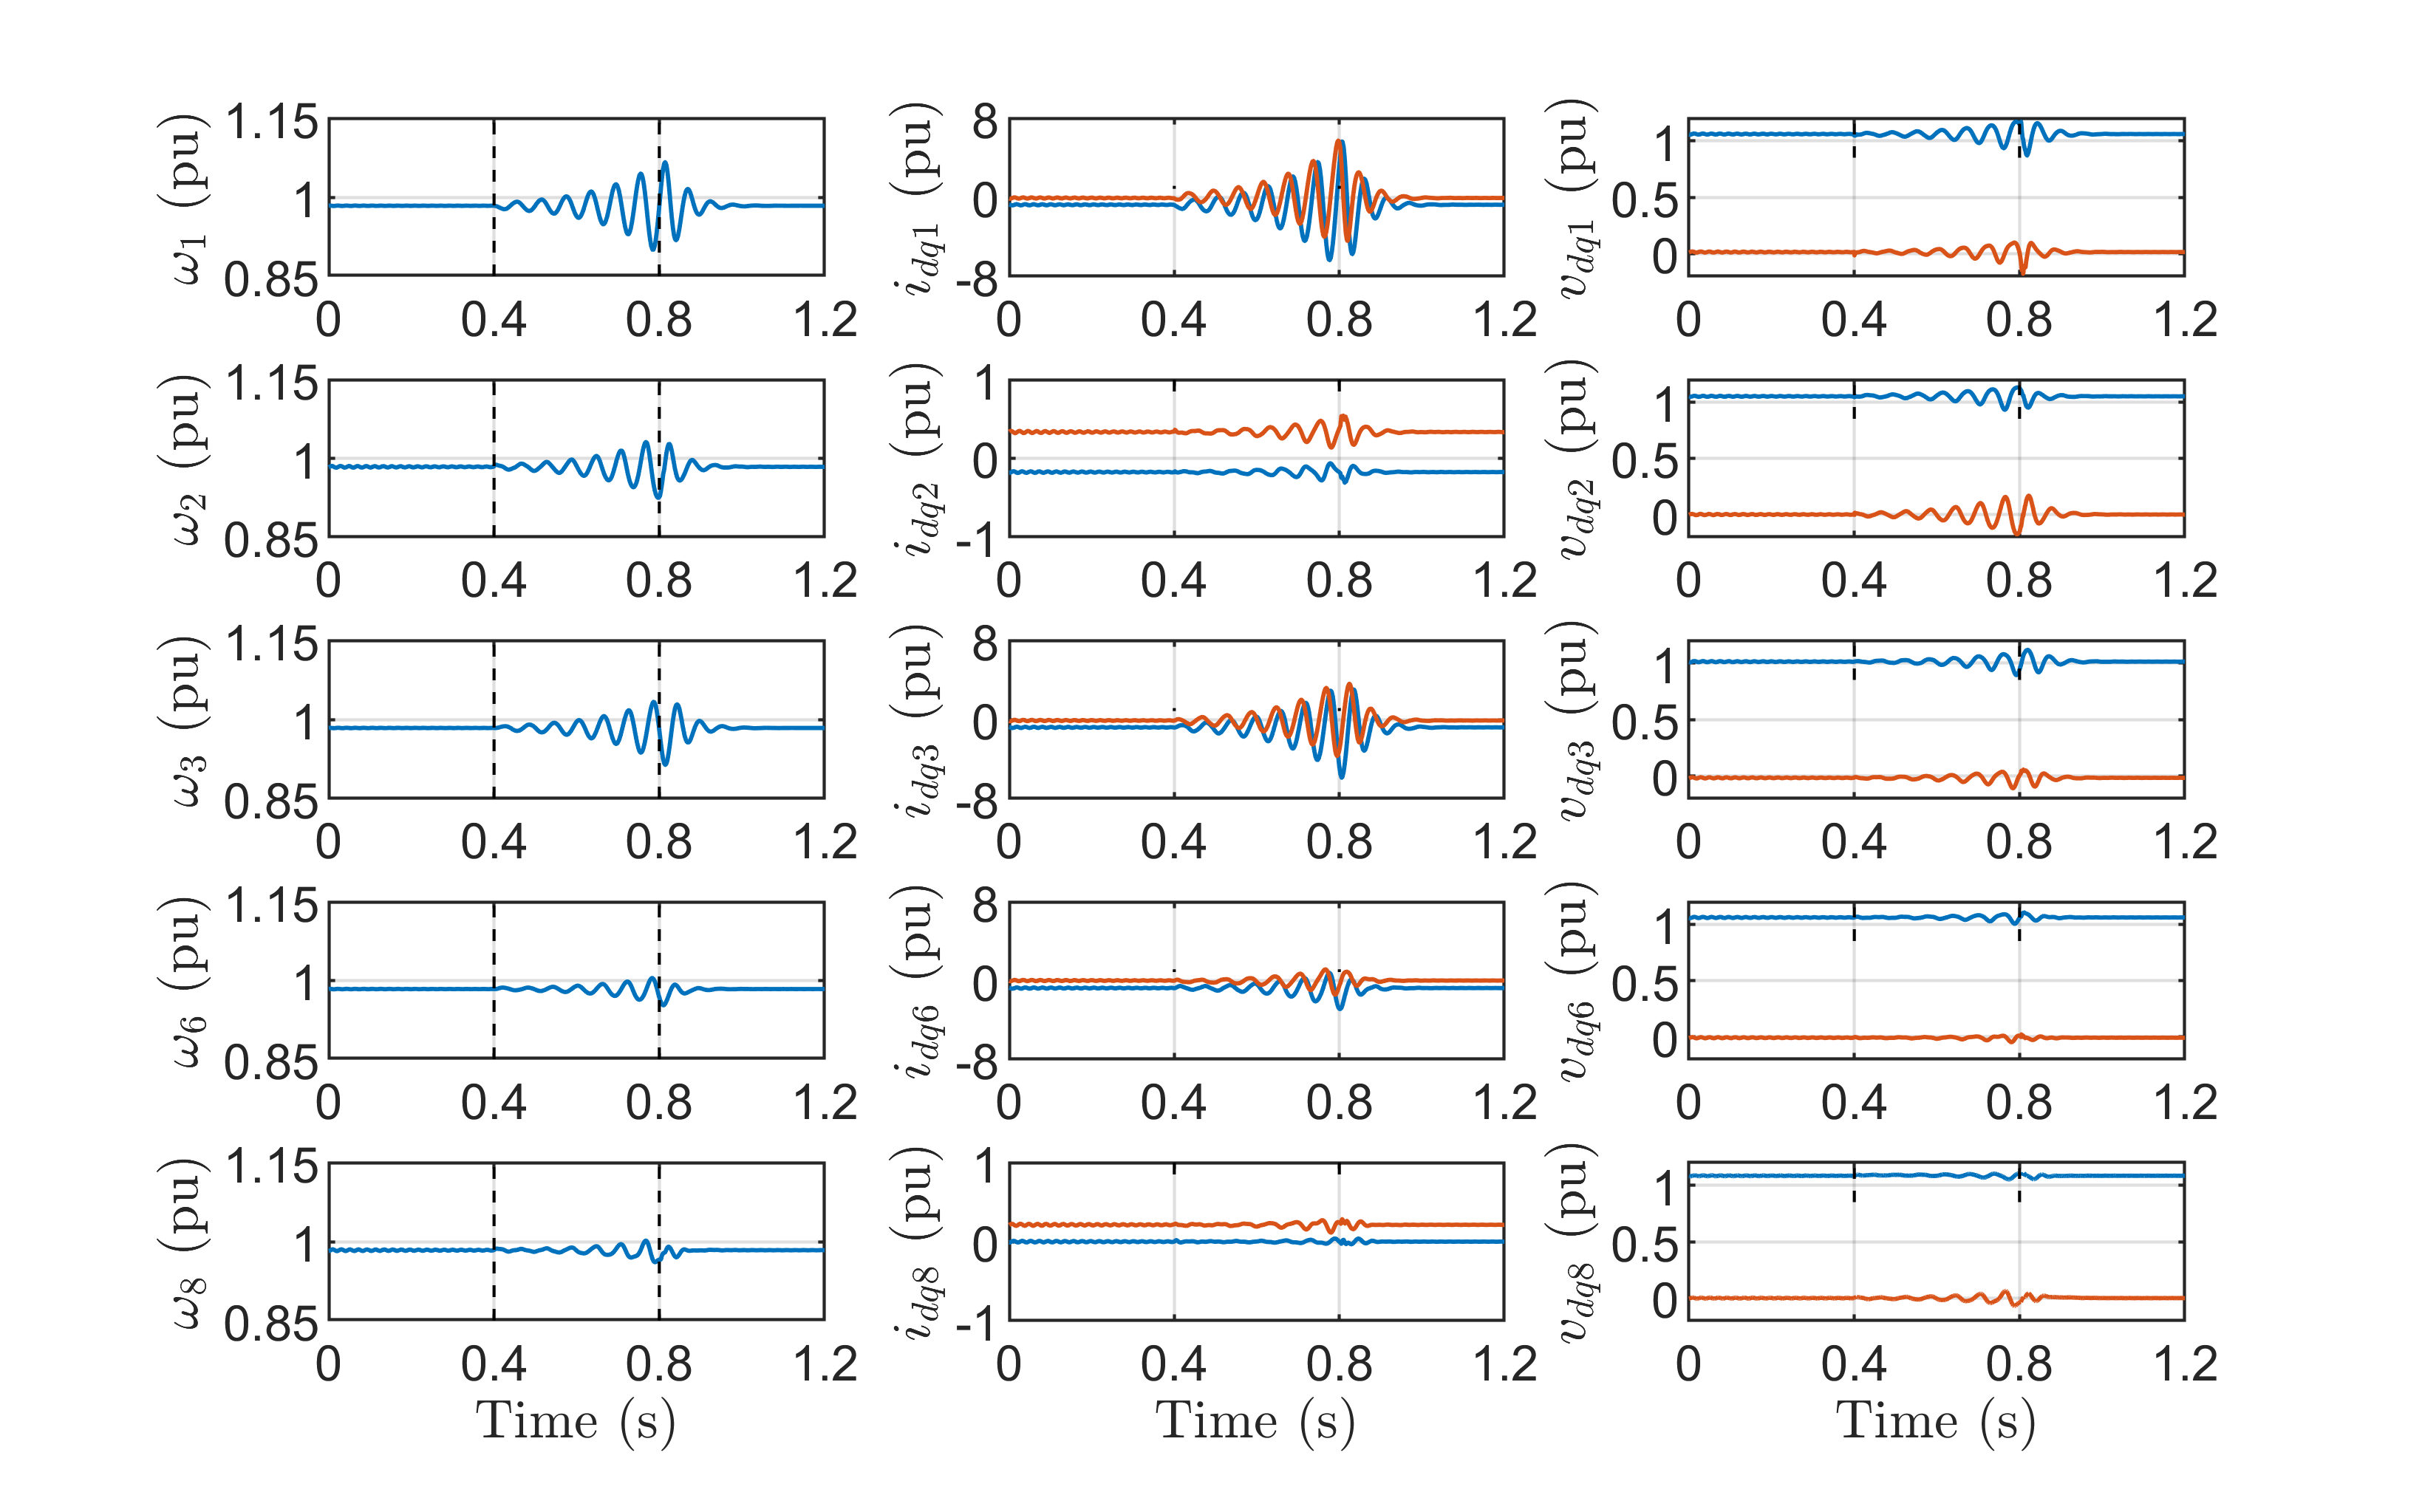 ω1 (pu) 1.15 1 0.85 0 0.4 0.8 1.2
idq1 (pu) 8 0 -8 0 0.4 0.8 1.2
vdq1 (pu) 1 0.5 0 0 0.4 0.8 1.2
ω2 (pu) 1.15 1 0.85 0 0.4 0.8 1.2
idq2 (pu) 1 0 -1 0 0.4 0.8 1.2
vdq2 (pu) 1 0.5 0 0 0.4 0.8 1.2
ω3 (pu) 1.15 1 0.85 0 0.4 0.8 1.2
idq3 (pu) 8 0 -8 0 0.4 0.8 1.2
vdq3 (pu) 1 0.5 0 0 0.4 0.8 1.2
ω6 (pu) 1.15 1 0.85 0 0.4 0.8 1.2
idq6 (pu) 8 0 -8 0 0.4 0.8 1.2
vdq6 (pu) 1 0.5 0 0 0.4 0.8 1.2
ω8 (pu) 1.15 1 0.85 0 0.4 0.8 1.2
Time (s)
idq8 (pu) 1 0 -1 0 0.4 0.8 1.2
Time (s)
vdq8 (pu) 1 0.5 0 0 0.4 0.8 1.2
Time (s)